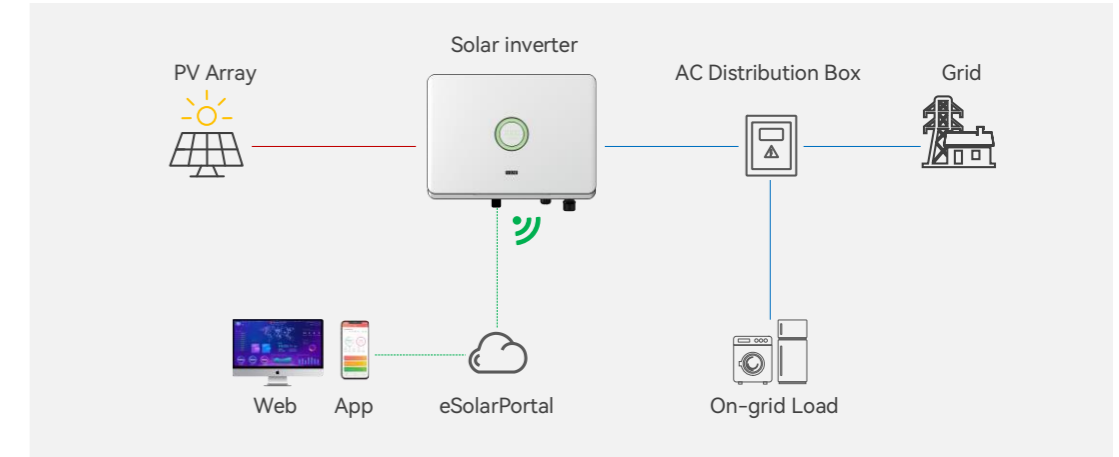 Solar inverter
PV Array
AC Distribution Box
Grid
Web
App
eSolarPortal
On-grid Load